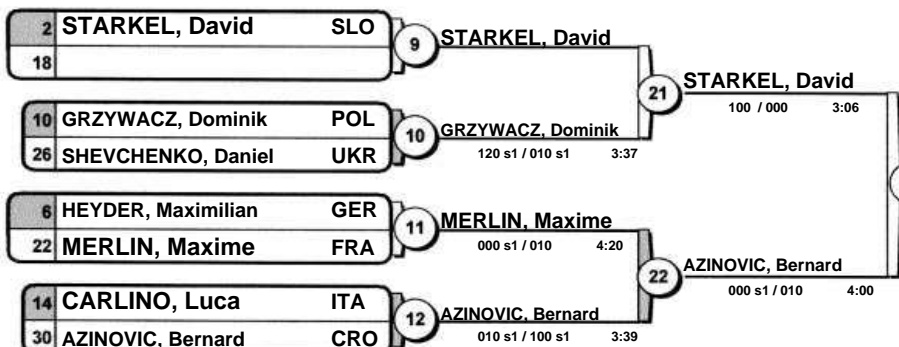 2 STARKEL, David SLO
18
9 STARKEL, David
10 GRZYWACZ, Dominik POL
26 SHEVCHENKO, Daniel UKR
10 GRZYWACZ, Dominik
120 s1 / 010 s1 3:37
21 STARKEL, David
100 / 000 3:06
6 HEYDER, Maximilian GER
22 MERLIN, Maxime FRA
11 MERLIN, Maxime
000 s1 / 010 4:20
14 CARLINO, Luca ITA
30 AZINOVIC, Bernard CRO
12 AZINOVIC, Bernard
010 s1 / 100 s1 3:39
22 AZINOVIC, Bernard
000 s1 / 010 4:00